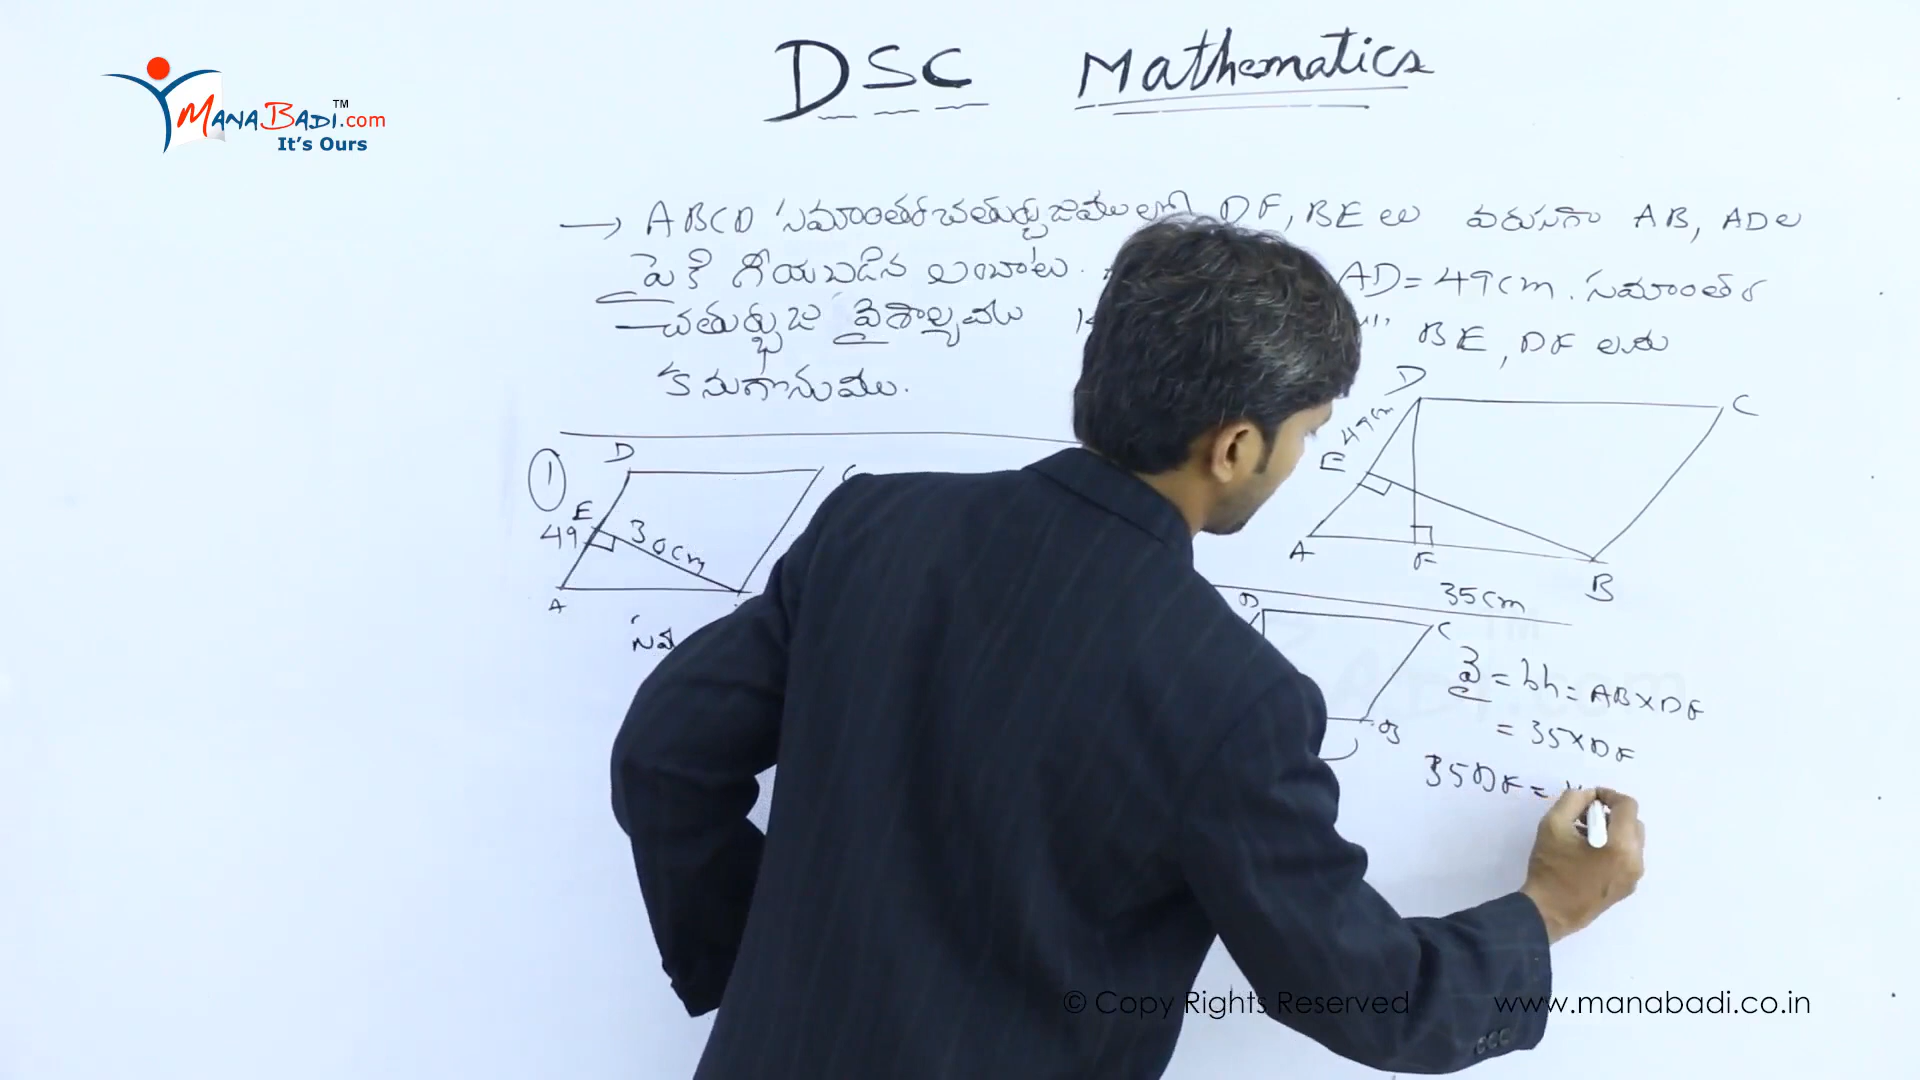 MANABADI.com
TM
It's Ours
DSC Mathematics
→ ABCD సమాంతర చతుర్భుజములో DF, BE లు వరుసగా AB, AD ల
పైకి గీయబడిన లంబాలు. AD = 49cm. సమాంతర
చతుర్భుజ వైశాల్యము BE, DF లను
కనుగొనుము.
D
C
49cm
E
A
F
B
35cm
1
D
C
E
49
30cm
A
D
C
B
వై = bh = AB×DF
= 35×DF
35DF =
© Copy Rights Reserved
www.manabadi.co.in